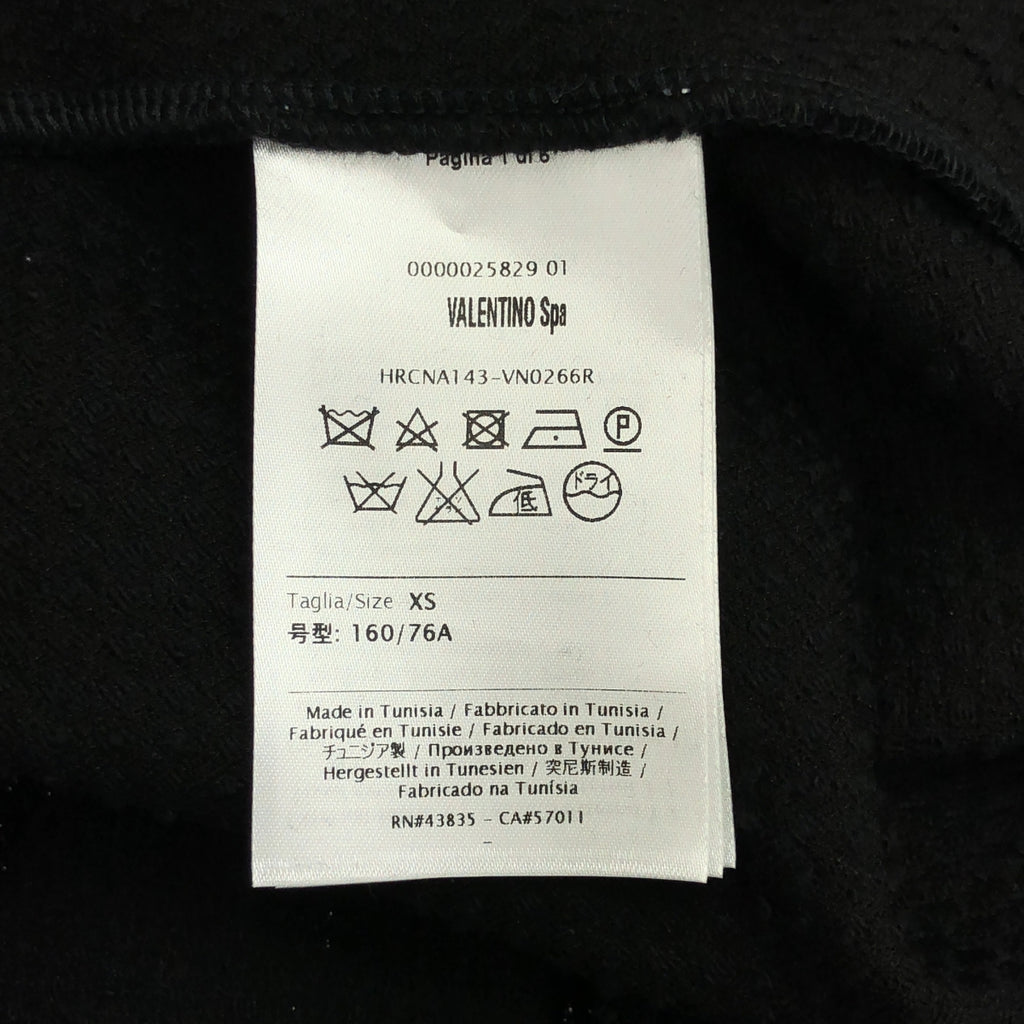 Pagina 1 di 6
0000025829 01
VALENTINO Spa
HRCNA143-VN0266R
P
低 ドライ
Taglia/Size XS
号型: 160/76A
Made in Tunisia / Fabbricato in Tunisia /
Fabriqué en Tunisie / Fabricado en Tunisia /
チュニジア製 / Произведено в Тунисе /
Hergestellt in Tunesien / 突尼斯制造 /
Fabricado na Tunísia
RN#43835 - CA#57011
-